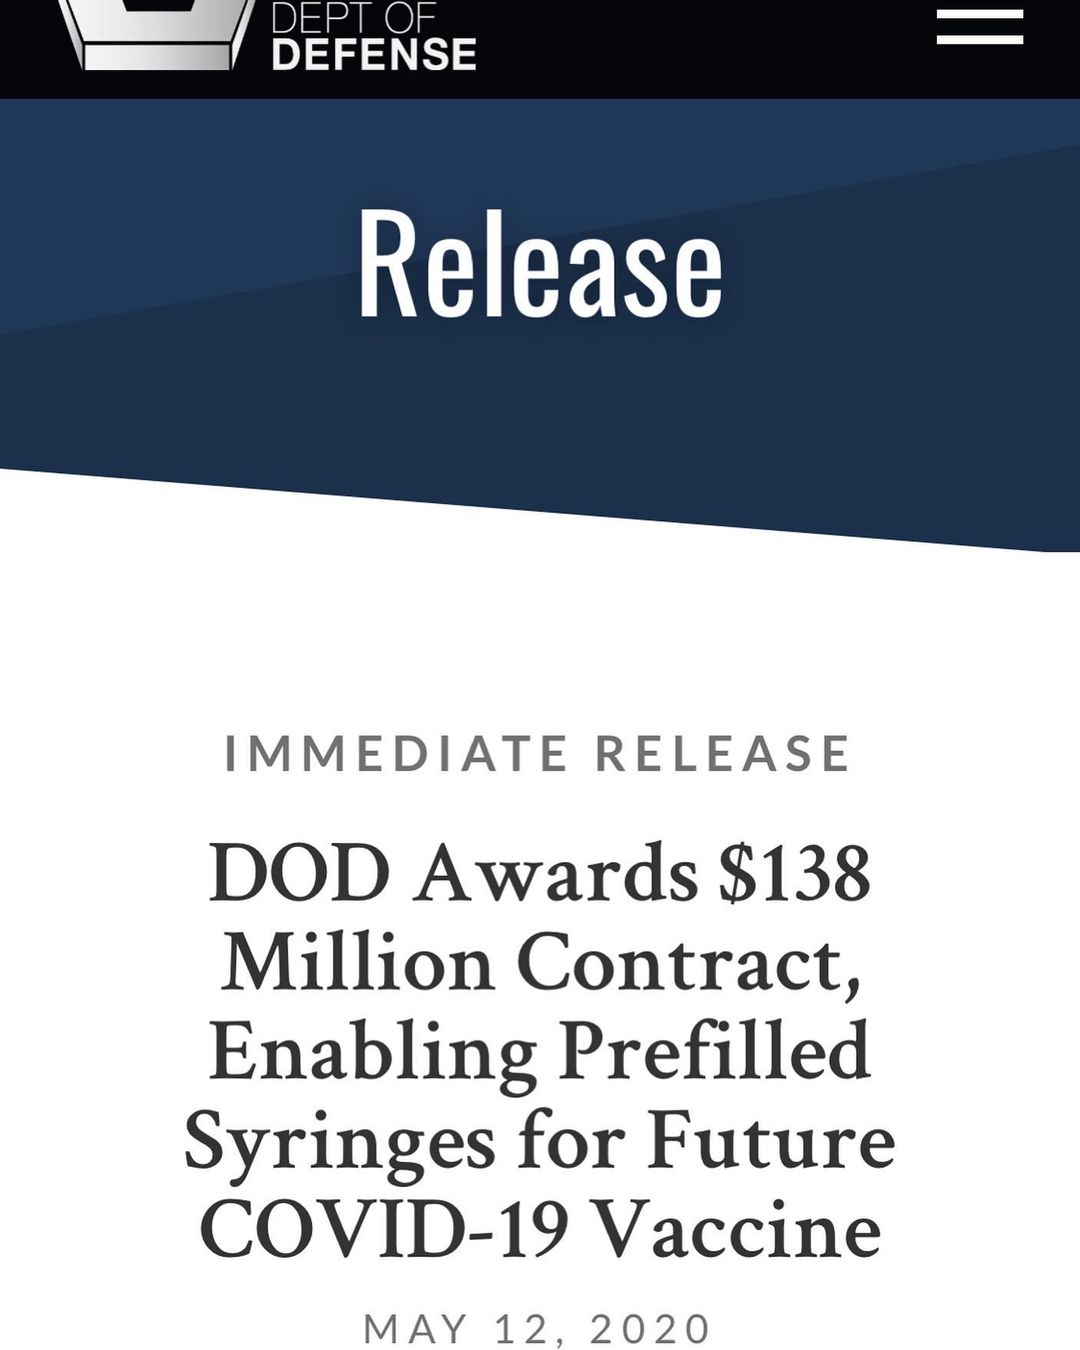 DEPT OF
DEFENSE
Release
IMMEDIATE RELEASE
DOD Awards $138
Million Contract,
Enabling Prefilled
Syringes for Future
COVID-19 Vaccine
MAY 12, 2020